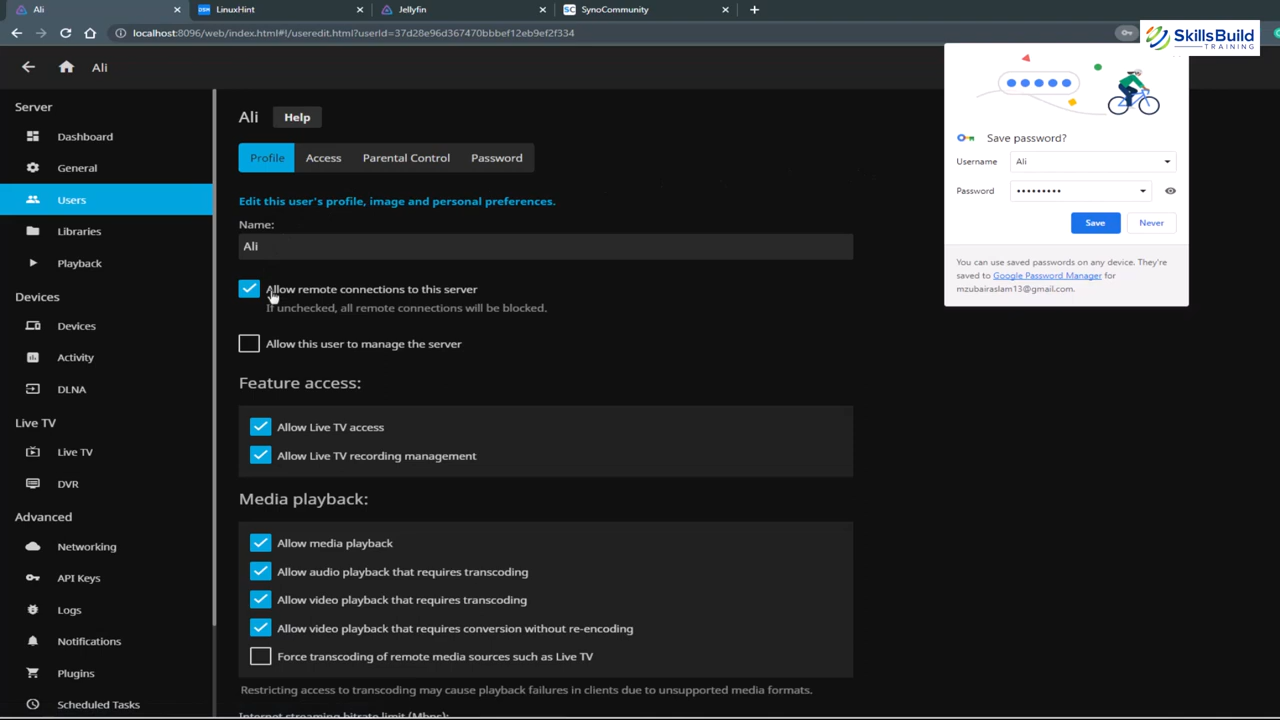 Ali
LinuxHint
Jellyfin
SynoCommunity
localhost:8096/web/index.html#!/useredit.html?userId=37d28e96d367470bbbef12eb9ef2f334
SkillsBuild
TRAINING
Ali
Server
Dashboard
General
Users
Libraries
Playback
Devices
Devices
Activity
DLNA
Live TV
Live TV
DVR
Advanced
Networking
API Keys
Logs
Notifications
Plugins
Scheduled Tasks
Ali Help
Profile Access Parental Control Password
Edit this user's profile, image and personal preferences.
Name:
Ali
Allow remote connections to this server
If unchecked, all remote connections will be blocked.
Allow this user to manage the server
Feature access:
Allow Live TV access
Allow Live TV recording management
Media playback:
Allow media playback
Allow audio playback that requires transcoding
Allow video playback that requires transcoding
Allow video playback that requires conversion without re-encoding
Force transcoding of remote media sources such as Live TV
Restricting access to transcoding may cause playback failures in clients due to unsupported media formats.
Internet streaming bitrate limit (Mbps):
Save password?
Username Ali
Password •••••••••
Save Never
You can use saved passwords on any device. They're
saved to Google Password Manager for
mzubairaslam13@gmail.com.